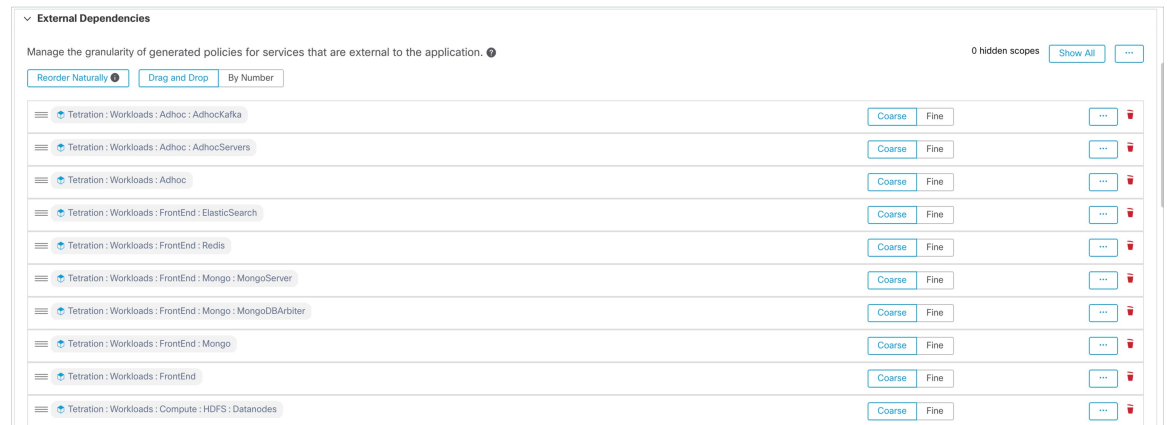 External Dependencies
Manage the granularity of generated policies for services that are external to the application. ?
0 hidden scopes Show All ...
Reorder Naturally i Drag and Drop By Number
Tetration : Workloads : Adhoc : AdhocKafka Coarse Fine ...
Tetration : Workloads : Adhoc : AdhocServers Coarse Fine ...
Tetration : Workloads : Adhoc Coarse Fine ...
Tetration : Workloads : FrontEnd : ElasticSearch Coarse Fine ...
Tetration : Workloads : FrontEnd : Redis Coarse Fine ...
Tetration : Workloads : FrontEnd : Mongo : MongoServer Coarse Fine ...
Tetration : Workloads : FrontEnd : Mongo : MongoDBArbiter Coarse Fine ...
Tetration : Workloads : FrontEnd : Mongo Coarse Fine ...
Tetration : Workloads : FrontEnd Coarse Fine ...
Tetration : Workloads : Compute : HDFS : Datanodes Coarse Fine ...